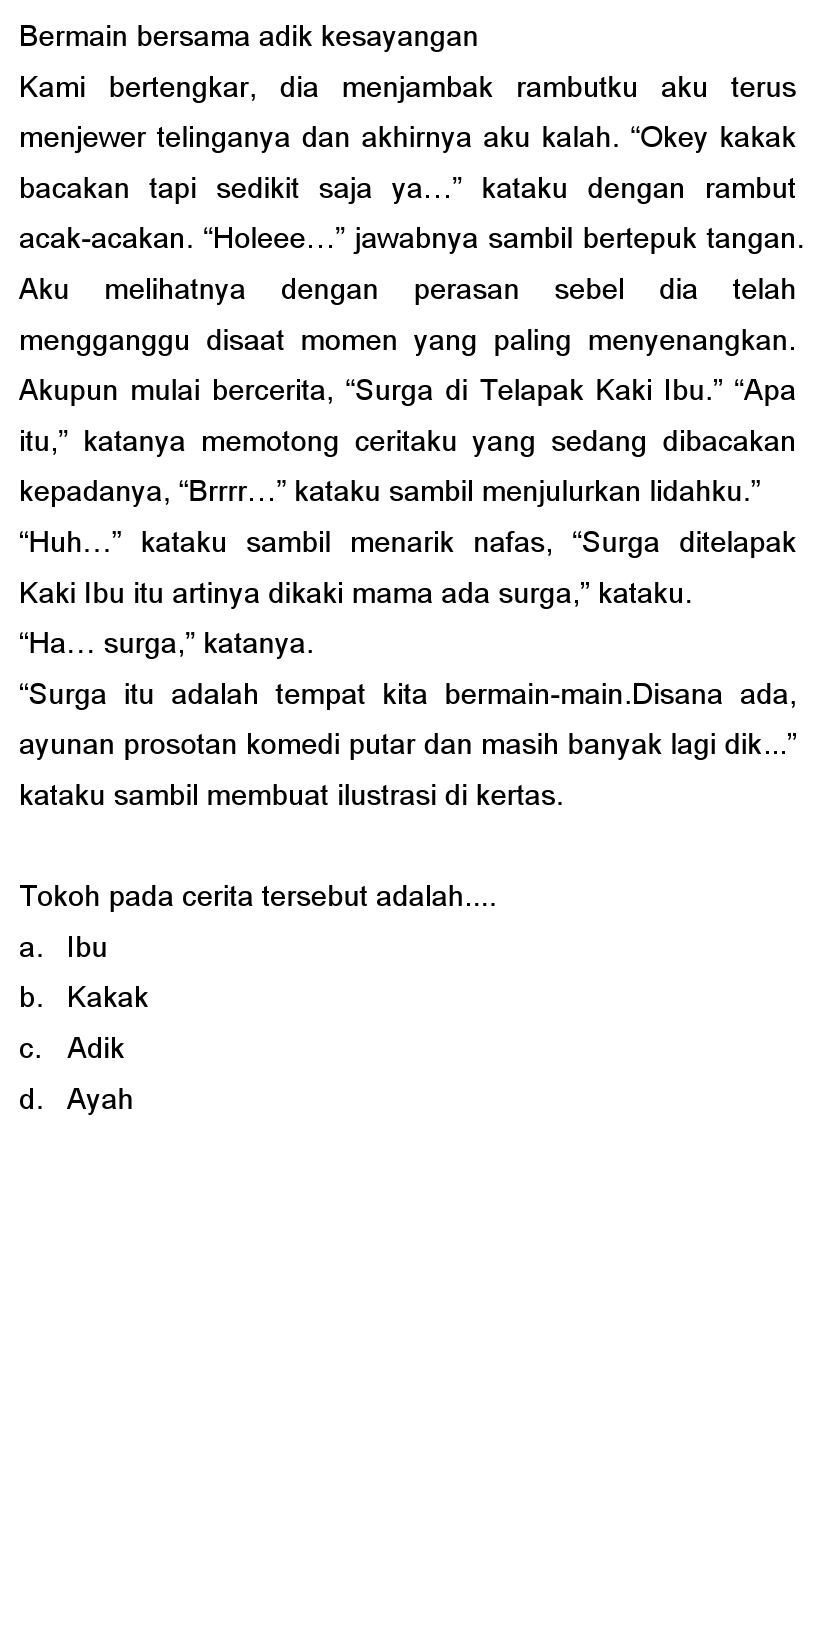 Bermain bersama adik kesayangan
Kami bertengkar, dia menjambak rambutku aku terus
menjewer telinganya dan akhirnya aku kalah. “Okey kakak
bacakan tapi sedikit saja ya…” kataku dengan rambut
acak-acakan. “Holeee…” jawabnya sambil bertepuk tangan.
Aku melihatnya dengan perasan sebel dia telah
mengganggu disaat momen yang paling menyenangkan.
Akupun mulai bercerita, “Surga di Telapak Kaki Ibu.” “Apa
itu,” katanya memotong ceritaku yang sedang dibacakan
kepadanya, “Brrrr…” kataku sambil menjulurkan lidahku.”
“Huh…” kataku sambil menarik nafas, “Surga ditelapak
Kaki Ibu itu artinya dikaki mama ada surga,” kataku.
“Ha… surga,” katanya.
“Surga itu adalah tempat kita bermain-main.Disana ada,
ayunan prosotan komedi putar dan masih banyak lagi dik...”
kataku sambil membuat ilustrasi di kertas.
Tokoh pada cerita tersebut adalah....
a. Ibu
b. Kakak
c. Adik
d. Ayah